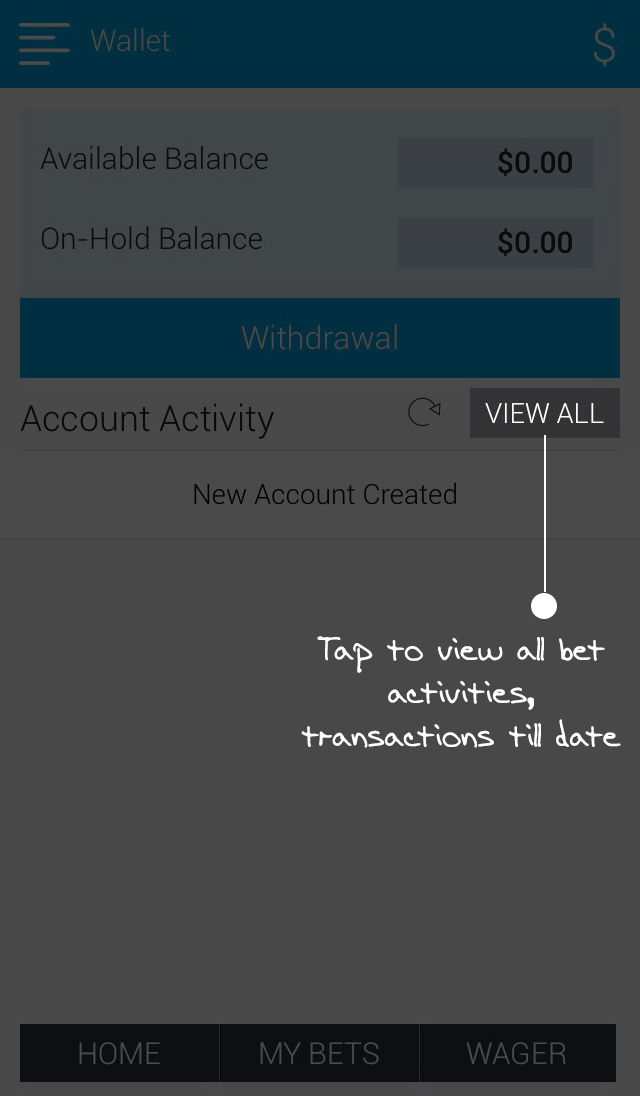 Wallet $
Available Balance $0.00
On-Hold Balance $0.00
Withdrawal
Account Activity VIEW ALL
New Account Created
Tap to view all bet
activities,
transactions till date
HOME MY BETS WAGER